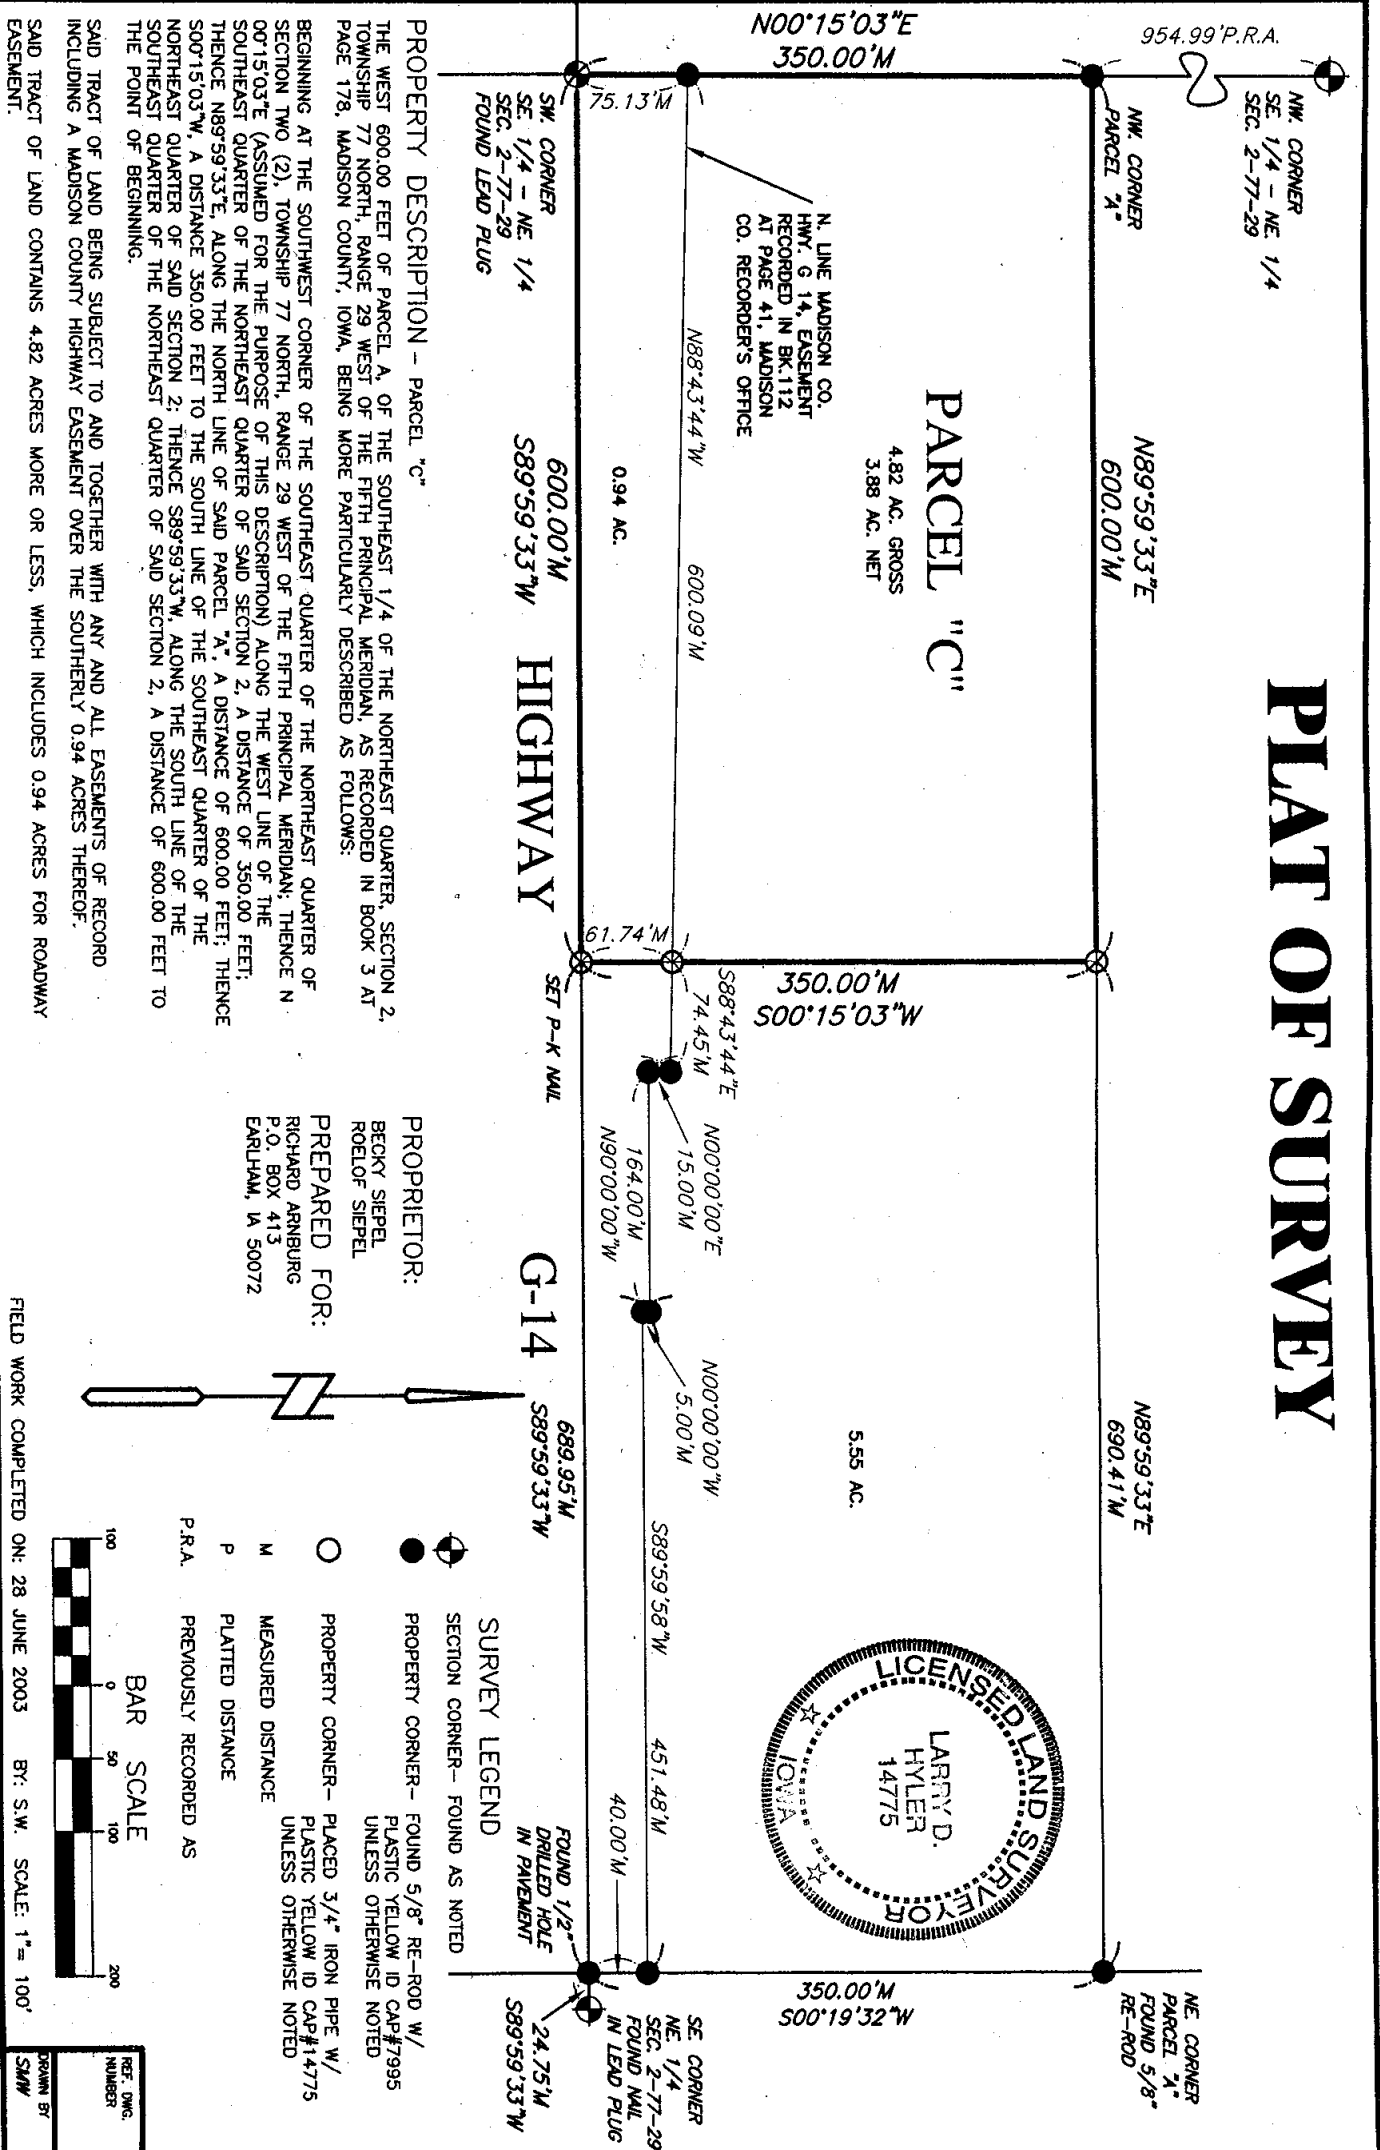 PLAT OF SURVEY
954.99'P.R.A.
NW. CORNER
SE. 1/4 - NE. 1/4
SEC. 2-77-29
NW. CORNER
PARCEL "A"
N00°15'03"E
350.00'M
75.13'M
N89°59'33"E
600.00'M
PARCEL "C"
4.82 AC. GROSS
3.88 AC. NET
N. LINE MADISON CO.
HWY. G 14, EASEMENT
RECORDED IN BK.112
AT PAGE 41, MADISON
CO. RECORDER'S OFFICE
N88°43'44"W
600.09'M
0.94 AC.
600.00'M
S89°59'33"W
SW. CORNER
SE. 1/4 - NE. 1/4
SEC. 2-77-29
FOUND LEAD PLUG
HIGHWAY
G-14
61.74'M
350.00'M
S00°15'03"W
SET P-K NAIL
S88°43'44"E
74.45'M
N00°00'00"E
15.00'M
164.00'M
N90°00'00"W
N00°00'00"W
5.00'M
N89°59'33"E
690.41'M
5.55 AC.
S89°59'58"W
451.48'M
40.00'M
689.95'M
S89°59'33"W
LICENSED LAND SURVEYOR
LARRY D.
HYLER
14775
IOWA
NE. CORNER
PARCEL "A"
FOUND 5/8"
RE-ROD
350.00'M
S00°19'32"W
SE. CORNER
NE. 1/4
SEC. 2-77-29
FOUND NAIL
IN LEAD PLUG
24.75'M
S89°59'33"W
FOUND 1/2"
DRILLED HOLE
IN PAVEMENT
PROPERTY DESCRIPTION - PARCEL "C"
THE WEST 600.00 FEET OF PARCEL A, OF THE SOUTHEAST 1/4 OF THE NORTHEAST QUARTER, SECTION 2,
TOWNSHIP 77 NORTH, RANGE 29 WEST OF THE FIFTH PRINCIPAL MERIDIAN, AS RECORDED IN BOOK 3 AT
PAGE 178, MADISON COUNTY, IOWA, BEING MORE PARTICULARLY DESCRIBED AS FOLLOWS:
BEGINNING AT THE SOUTHWEST CORNER OF THE SOUTHEAST QUARTER OF THE NORTHEAST QUARTER OF
SECTION TWO (2), TOWNSHIP 77 NORTH, RANGE 29 WEST OF THE FIFTH PRINCIPAL MERIDIAN; THENCE N
00°15'03"E (ASSUMED FOR THE PURPOSE OF THIS DESCRIPTION) ALONG THE WEST LINE OF THE
SOUTHEAST QUARTER OF THE NORTHEAST QUARTER OF SAID SECTION 2, A DISTANCE OF 350.00 FEET;
THENCE N89°59'33"E, ALONG THE NORTH LINE OF SAID PARCEL "A", A DISTANCE OF 600.00 FEET; THENCE
S00°15'03"W, A DISTANCE 350.00 FEET TO THE SOUTH LINE OF THE SOUTHEAST QUARTER OF THE
NORTHEAST QUARTER OF SAID SECTION 2; THENCE S89°59'33"W, ALONG THE SOUTH LINE OF THE
SOUTHEAST QUARTER OF THE NORTHEAST QUARTER OF SAID SECTION 2, A DISTANCE OF 600.00 FEET TO
THE POINT OF BEGINNING.
SAID TRACT OF LAND BEING SUBJECT TO AND TOGETHER WITH ANY AND ALL EASEMENTS OF RECORD
INCLUDING A MADISON COUNTY HIGHWAY EASEMENT OVER THE SOUTHERLY 0.94 ACRES THEREOF.
SAID TRACT OF LAND CONTAINS 4.82 ACRES MORE OR LESS, WHICH INCLUDES 0.94 ACRES FOR ROADWAY
EASEMENT.
PROPRIETOR:
BECKY SIEPEL
ROELOF SIEPEL
PREPARED FOR:
RICHARD ARNBURG
P.O. BOX 413
EARLHAM, IA 50072
SURVEY LEGEND
SECTION CORNER- FOUND AS NOTED
PROPERTY CORNER- FOUND 5/8" RE-ROD W/
PLASTIC YELLOW ID CAP#7995
UNLESS OTHERWISE NOTED
PROPERTY CORNER- PLACED 3/4" IRON PIPE W/
PLASTIC YELLOW ID CAP#14775
UNLESS OTHERWISE NOTED
M MEASURED DISTANCE
P PLATTED DISTANCE
P.R.A. PREVIOUSLY RECORDED AS
BAR SCALE
100 0 50 100 200
FIELD WORK COMPLETED ON: 28 JUNE 2003 BY: S.W. SCALE: 1"= 100'
REF. DWG.
NUMBER
DRAWN BY
SMW